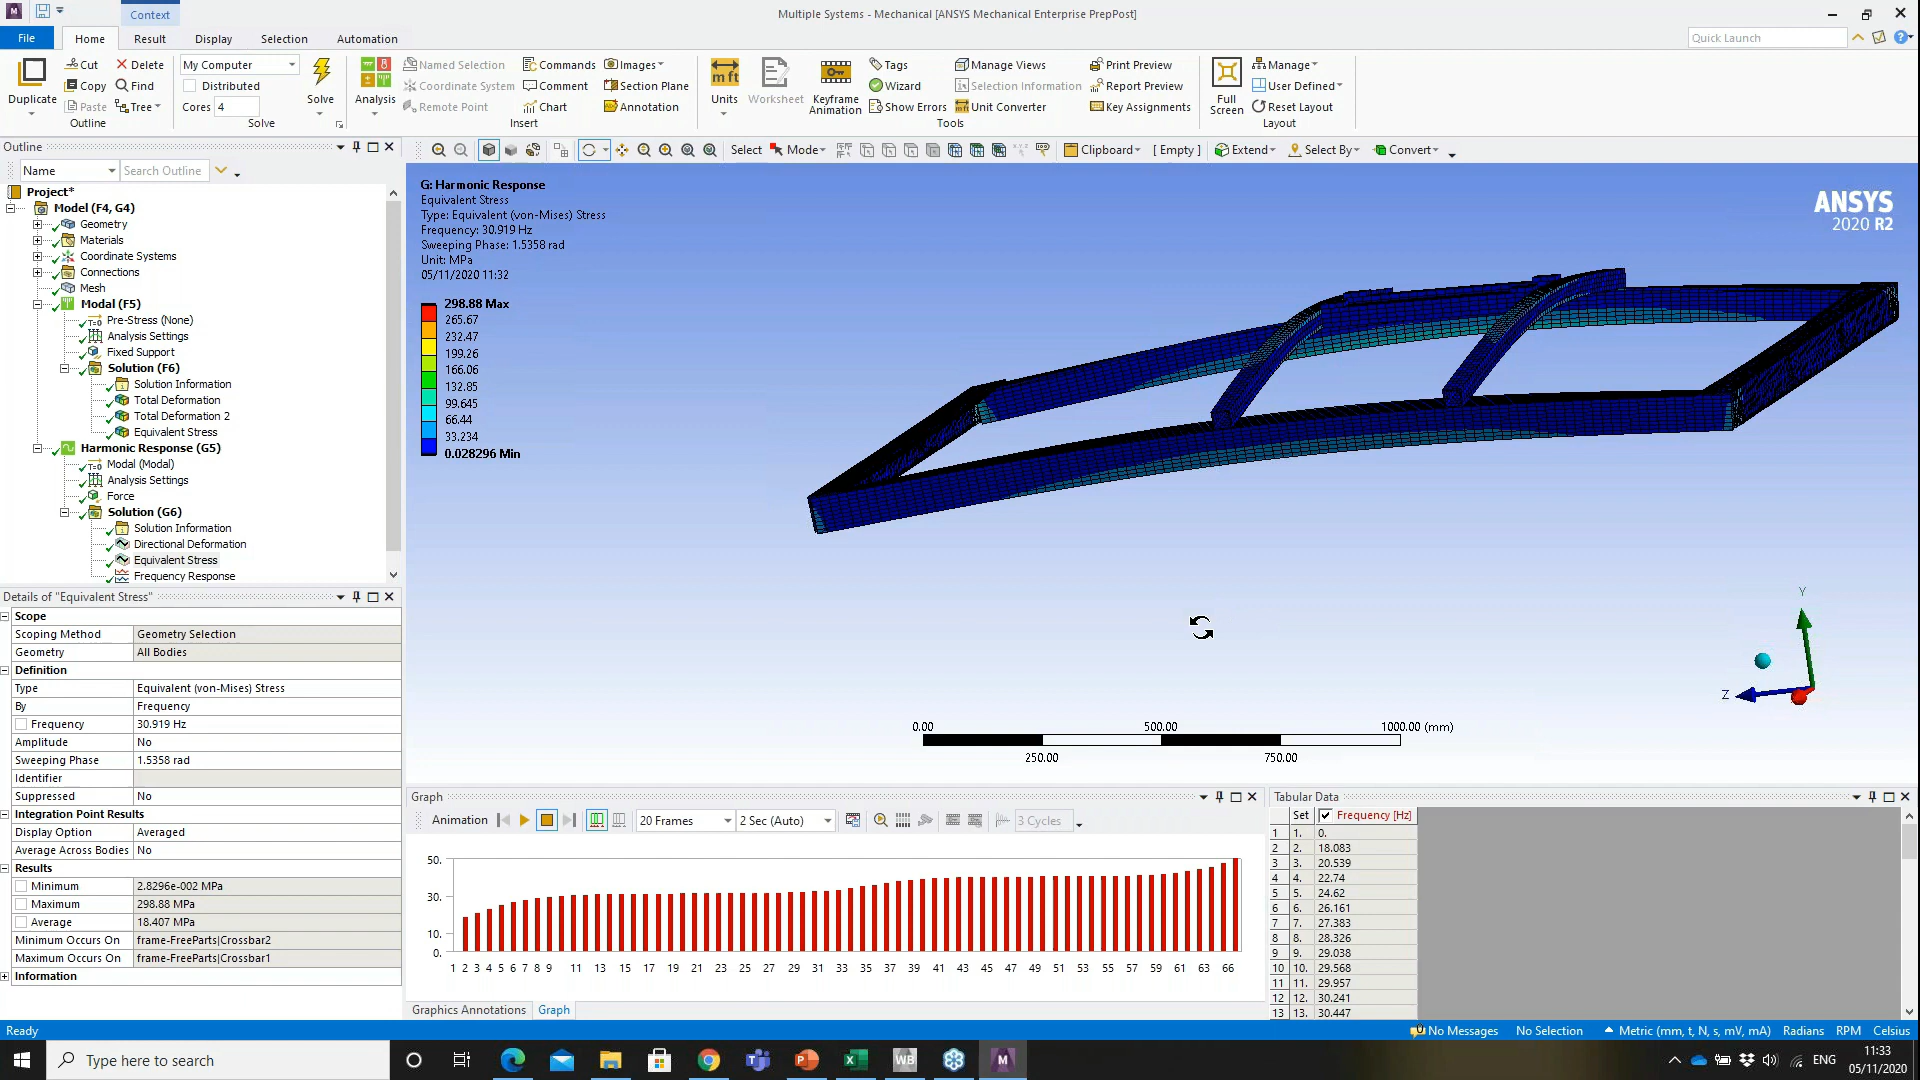 Context
Multiple Systems - Mechanical [ANSYS Mechanical Enterprise PrepPost]
File Home Result Display Selection Automation Quick Launch
Duplicate Cut Copy Paste Delete Find Tree Outline
My Computer Distributed Cores 4 Solve Solve
Analysis Named Selection Coordinate System Remote Point Commands Comment Chart Images Section Plane Annotation Insert
Units Worksheet Keyframe Animation Tags Wizard Show Errors Manage Views Selection Information Unit Converter Print Preview Report Preview Key Assignments Tools
Full Screen Manage User Defined Reset Layout Layout
Outline
Name Search Outline
Select Mode Clipboard [ Empty ] Extend Select By Convert
Project*
Model (F4, G4)
Geometry
Materials
Coordinate Systems
Connections
Mesh
Modal (F5)
Pre-Stress (None)
Analysis Settings
Fixed Support
Solution (F6)
Solution Information
Total Deformation
Total Deformation 2
Equivalent Stress
Harmonic Response (G5)
Modal (Modal)
Analysis Settings
Force
Solution (G6)
Solution Information
Directional Deformation
Equivalent Stress
Frequency Response
G: Harmonic Response
Equivalent Stress
Type: Equivalent (von-Mises) Stress
Frequency: 30.919 Hz
Sweeping Phase: 1.5358 rad
Unit: MPa
05/11/2020 11:32
298.88 Max
265.67
232.47
199.26
166.06
132.85
99.645
66.44
33.234
0.028296 Min
ANSYS
2020 R2
Y
Z
0.00 500.00 1000.00 (mm)
250.00 750.00
Details of "Equivalent Stress"
Scope
Scoping Method Geometry Selection
Geometry All Bodies
Definition
Type Equivalent (von-Mises) Stress
By Frequency
Frequency 30.919 Hz
Amplitude No
Sweeping Phase 1.5358 rad
Identifier
Suppressed No
Integration Point Results
Display Option Averaged
Average Across Bodies No
Results
Minimum 2.8296e-002 MPa
Maximum 298.88 MPa
Average 18.407 MPa
Minimum Occurs On frame-FreeParts|Crossbar2
Maximum Occurs On frame-FreeParts|Crossbar1
Information
Graph
Animation 20 Frames 2 Sec (Auto) 3 Cycles
50.
30.
10.
0.
1 2 3 4 5 6 7 8 9 11 13 15 17 19 21 23 25 27 29 31 33 35 37 39 41 43 45 47 49 51 53 55 57 59 61 63 66
Graphics Annotations Graph
Tabular Data
Set Frequency [Hz]
1 1. 0.
2 2. 18.083
3 3. 20.539
4 4. 22.74
5 5. 24.62
6 6. 26.161
7 7. 27.383
8 8. 28.326
9 9. 29.038
10 10. 29.568
11 11. 29.957
12 12. 30.241
13 13. 30.447
Ready No Messages No Selection Metric (mm, t, N, s, mV, mA) Radians RPM Celsius
Type here to search WB M ENG 11:33
05/11/2020